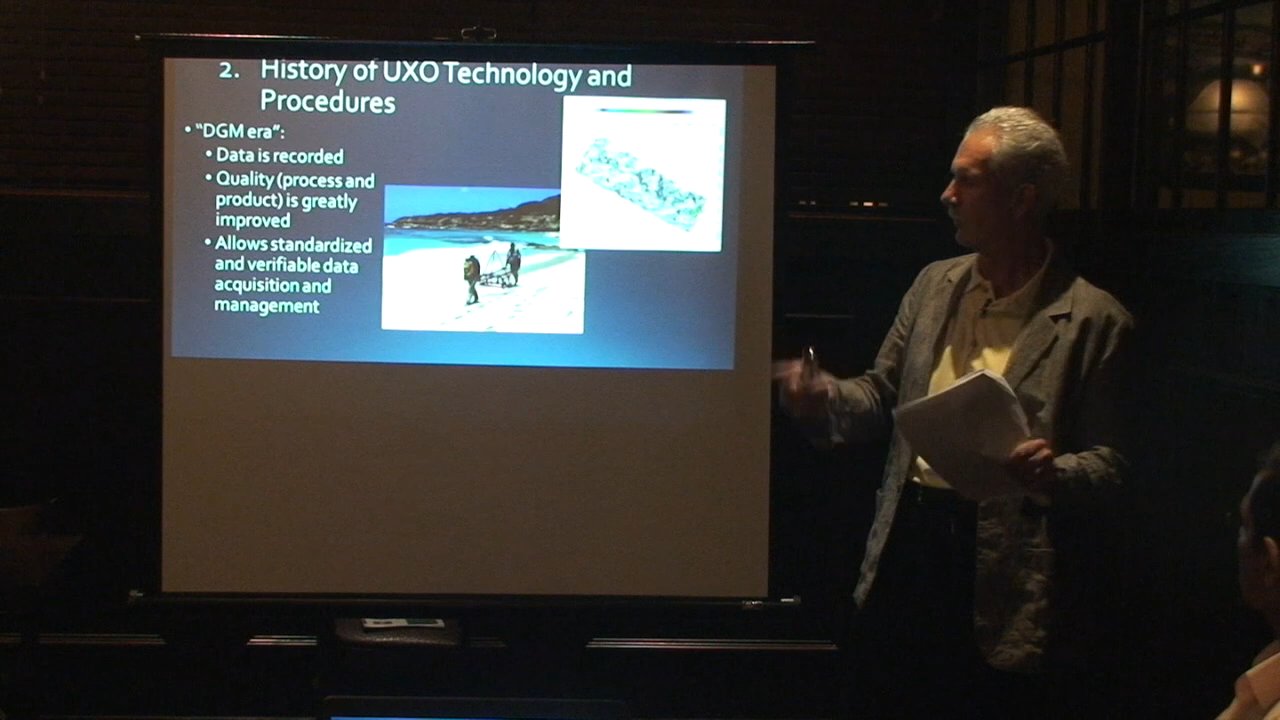 2. History of UXO Technology and
Procedures
• "DGM era":
• Data is recorded
• Quality (process and
product) is greatly
improved
• Allows standardized
and verifiable data
acquisition and
management